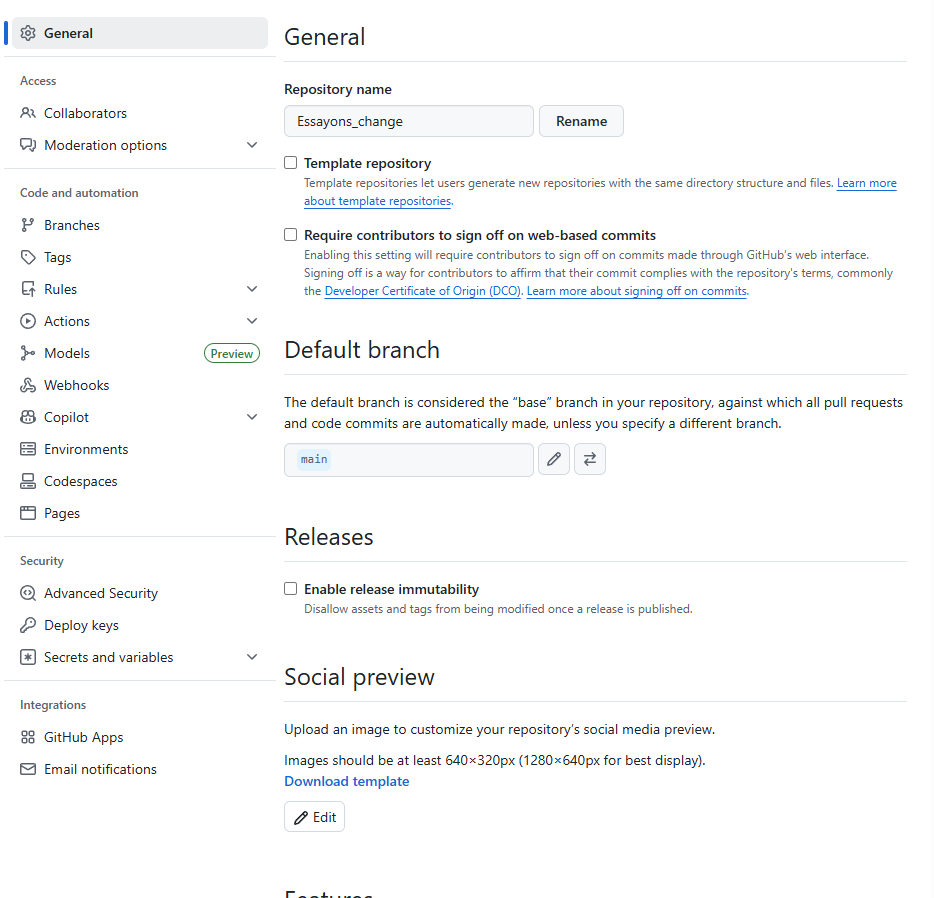 General
Access
Collaborators
Moderation options
Code and automation
Branches
Tags
Rules
Actions
Models
Preview
Webhooks
Copilot
Environments
Codespaces
Pages
Security
Advanced Security
Deploy keys
Secrets and variables
Integrations
GitHub Apps
Email notifications
General
Repository name
Essayons_change
Rename
Template repository
Template repositories let users generate new repositories with the same directory structure and files. Learn more
about template repositories.
Require contributors to sign off on web-based commits
Enabling this setting will require contributors to sign off on commits made through GitHub's web interface.
Signing off is a way for contributors to affirm that their commit complies with the repository's terms, commonly
the Developer Certificate of Origin (DCO). Learn more about signing off on commits.
Default branch
The default branch is considered the “base” branch in your repository, against which all pull requests
and code commits are automatically made, unless you specify a different branch.
main
Releases
Enable release immutability
Disallow assets and tags from being modified once a release is published.
Social preview
Upload an image to customize your repository's social media preview.
Images should be at least 640×320px (1280×640px for best display).
Download template
Edit
Features